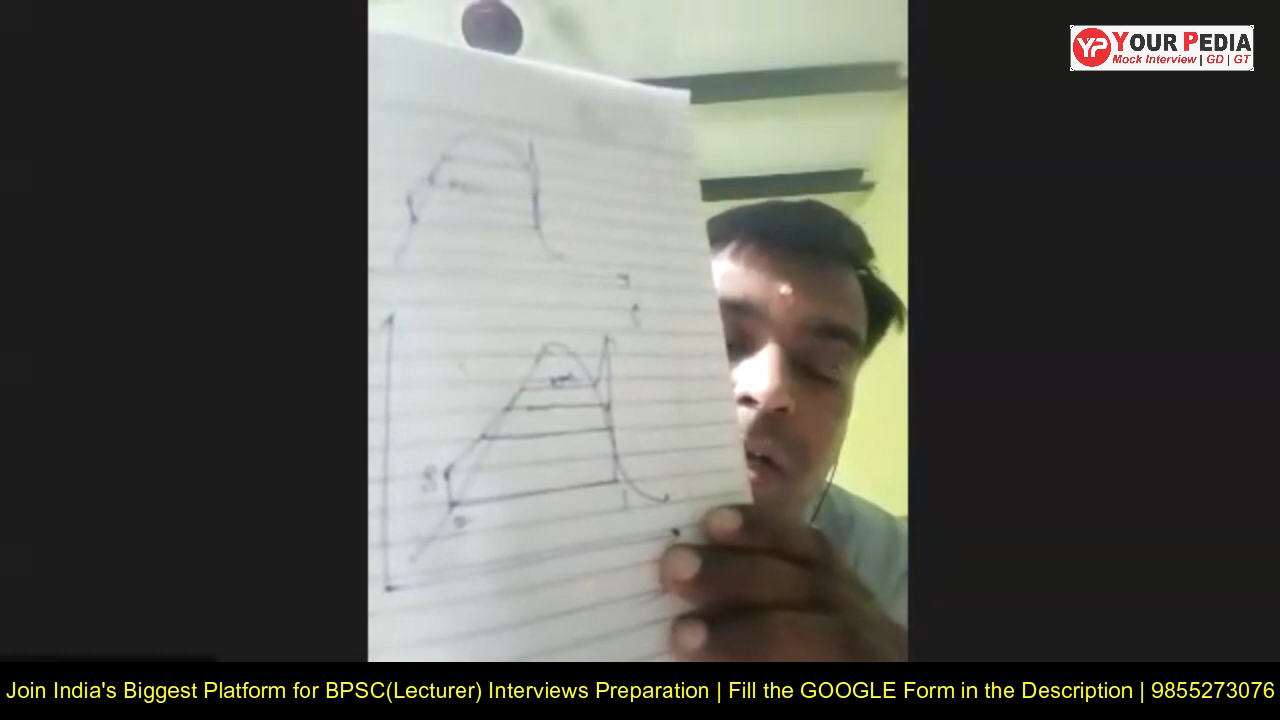 YP YOUR PEDIA
Mock Interview | GD | GT
Join India's Biggest Platform for BPSC(Lecturer) Interviews Preparation | Fill the GOOGLE Form in the Description | 9855273076